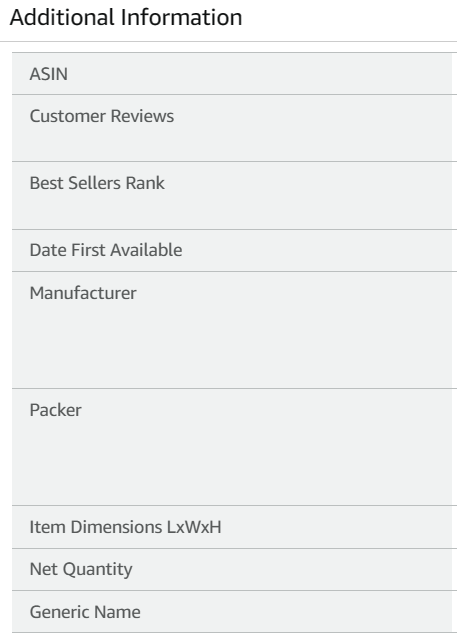 Additional Information
ASIN
Customer Reviews
Best Sellers Rank
Date First Available
Manufacturer
Packer
Item Dimensions LxWxH
Net Quantity
Generic Name